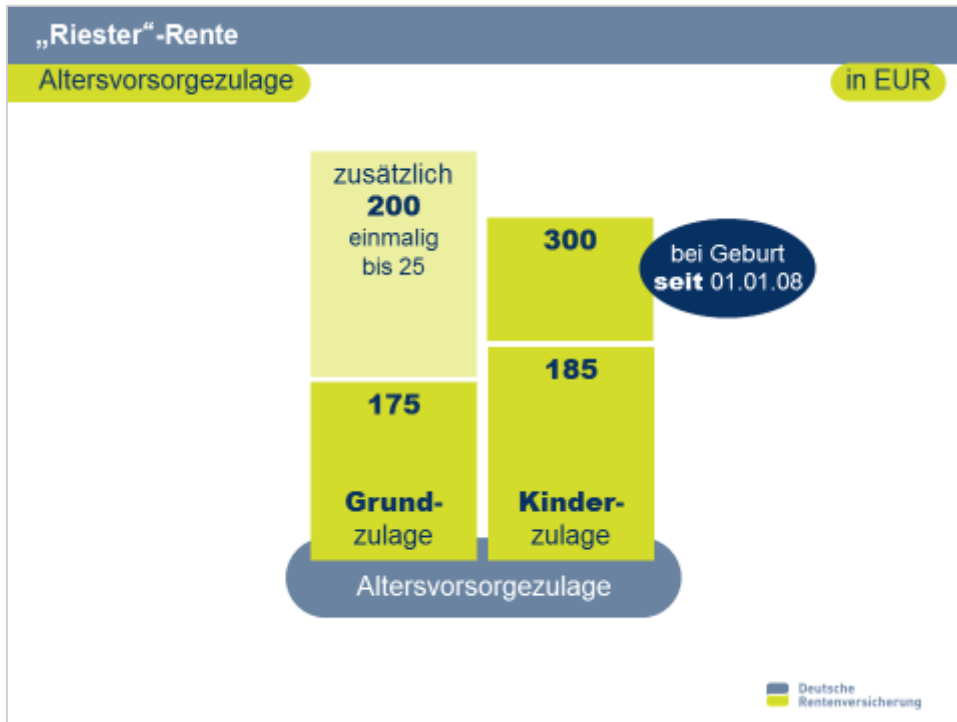 „Riester“-Rente
Altersvorsorgezulage
in EUR
zusätzlich
200
einmalig
bis 25
300
bei Geburt
seit 01.01.08
175
185
Grund-
zulage
Kinder-
zulage
Altersvorsorgezulage
Deutsche
Rentenversicherung